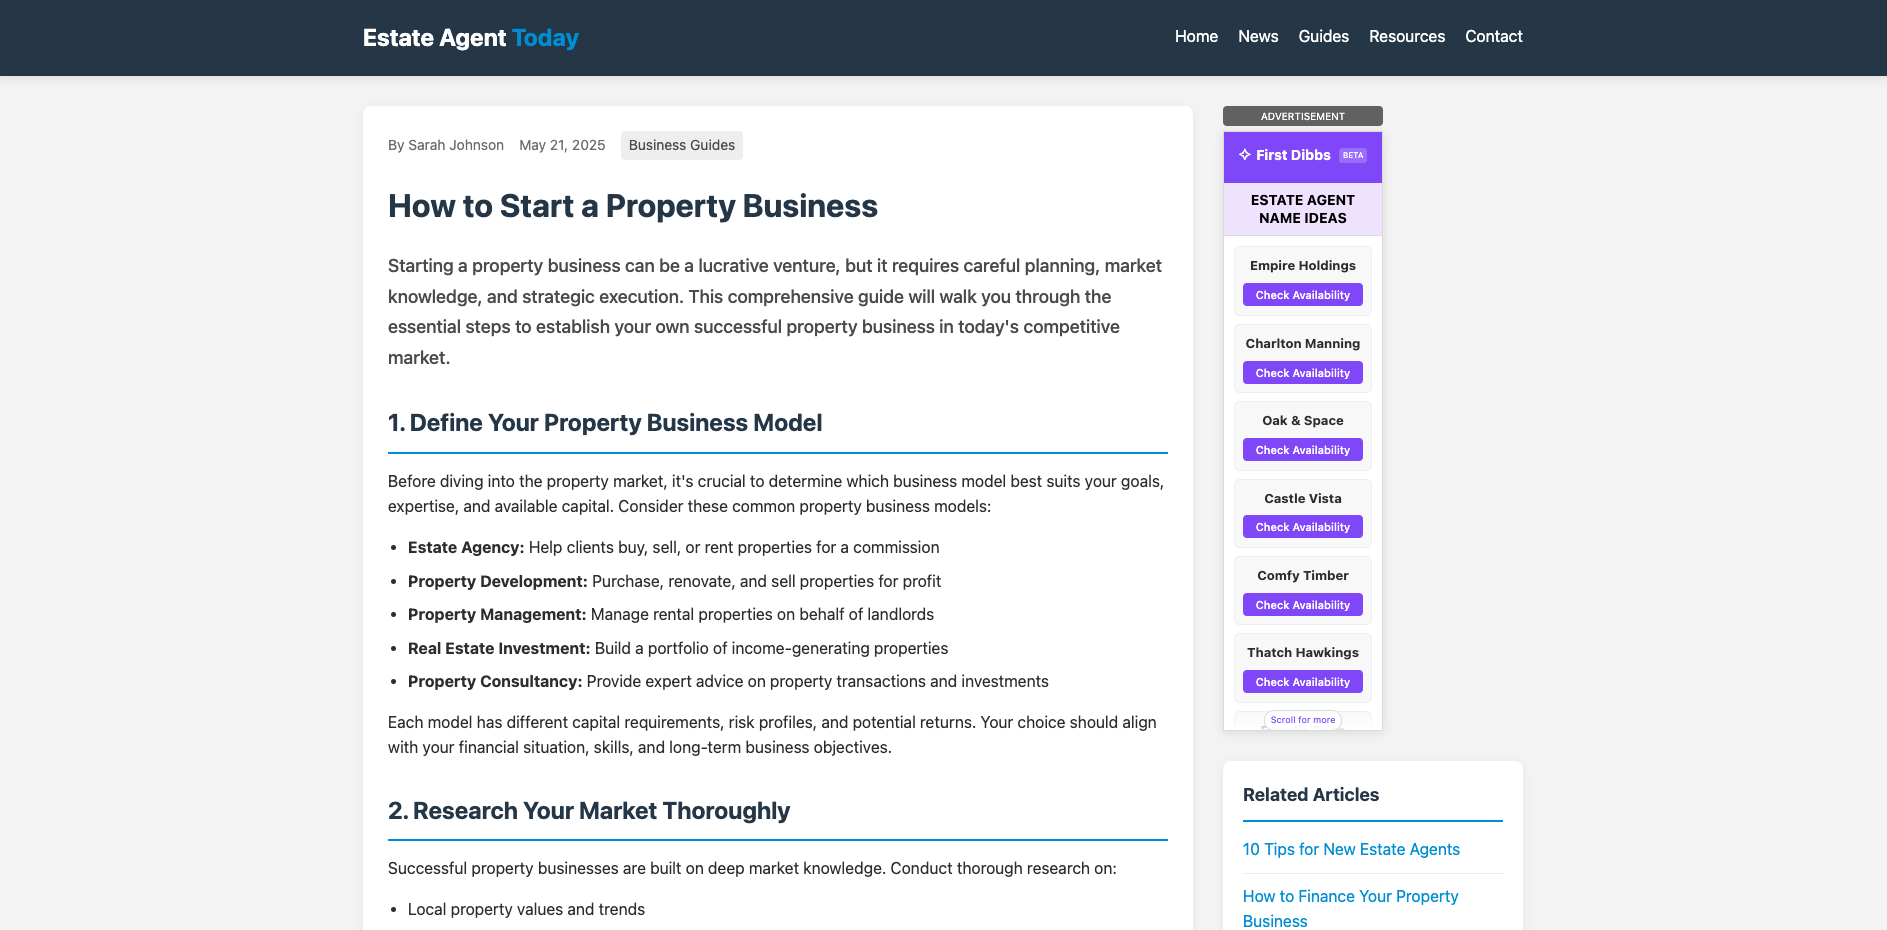 Estate Agent Today
Home News Guides Resources Contact
By Sarah Johnson May 21, 2025 Business Guides
How to Start a Property Business
Starting a property business can be a lucrative venture, but it requires careful planning, market
knowledge, and strategic execution. This comprehensive guide will walk you through the
essential steps to establish your own successful property business in today's competitive
market.
1. Define Your Property Business Model
Before diving into the property market, it's crucial to determine which business model best suits your goals,
expertise, and available capital. Consider these common property business models:
• Estate Agency: Help clients buy, sell, or rent properties for a commission
• Property Development: Purchase, renovate, and sell properties for profit
• Property Management: Manage rental properties on behalf of landlords
• Real Estate Investment: Build a portfolio of income-generating properties
• Property Consultancy: Provide expert advice on property transactions and investments
Each model has different capital requirements, risk profiles, and potential returns. Your choice should align
with your financial situation, skills, and long-term business objectives.
2. Research Your Market Thoroughly
Successful property businesses are built on deep market knowledge. Conduct thorough research on:
• Local property values and trends
ADVERTISEMENT
First Dibbs BETA
ESTATE AGENT
NAME IDEAS
Empire Holdings
Check Availability
Charlton Manning
Check Availability
Oak & Space
Check Availability
Castle Vista
Check Availability
Comfy Timber
Check Availability
Thatch Hawkings
Check Availability
Scroll for more
Related Articles
10 Tips for New Estate Agents
How to Finance Your Property
Business